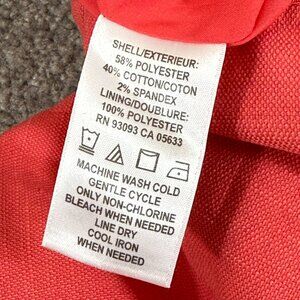 SHELL/EXTERIEUR:
58% POLYESTER
40% COTTON/COTON
2% SPANDEX
LINING/DOUBLURE:
100% POLYESTER
RN 93093 CA 05633
MACHINE WASH COLD
GENTLE CYCLE
ONLY NON-CHLORINE
BLEACH WHEN NEEDED
LINE DRY
COOL IRON
WHEN NEEDED